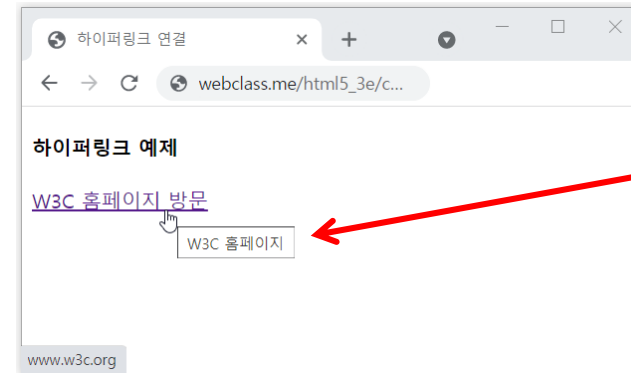 하이퍼링크 연결
webclass.me/html5_3e/c...
하이퍼링크 예제
W3C 홈페이지 방문
W3C 홈페이지
www.w3c.org